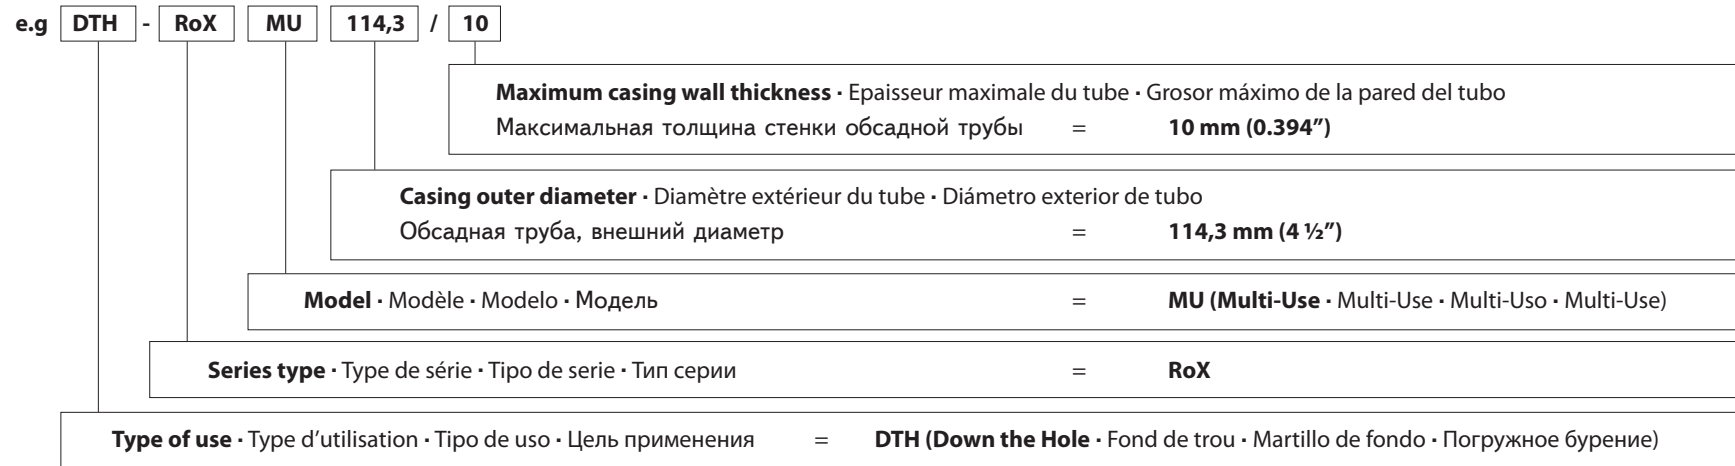 e.g DTH - RoX MU 114,3 / 10
Maximum casing wall thickness · Epaisseur maximale du tube · Grosor máximo de la pared del tubo
Максимальная толщина стенки обсадной трубы = 10 mm (0.394″)
Casing outer diameter · Diamètre extérieur du tube · Diámetro exterior de tubo
Обсадная труба, внешний диаметр = 114,3 mm (4 ½″)
Model · Modèle · Modelo · Модель = MU (Multi-Use · Multi-Use · Multi-Uso · Multi-Use)
Series type · Type de série · Tipo de serie · Тип серии = RoX
Type of use · Type d’utilisation · Tipo de uso · Цель применения = DTH (Down the Hole · Fond de trou · Martillo de fondo · Погружное бурение)